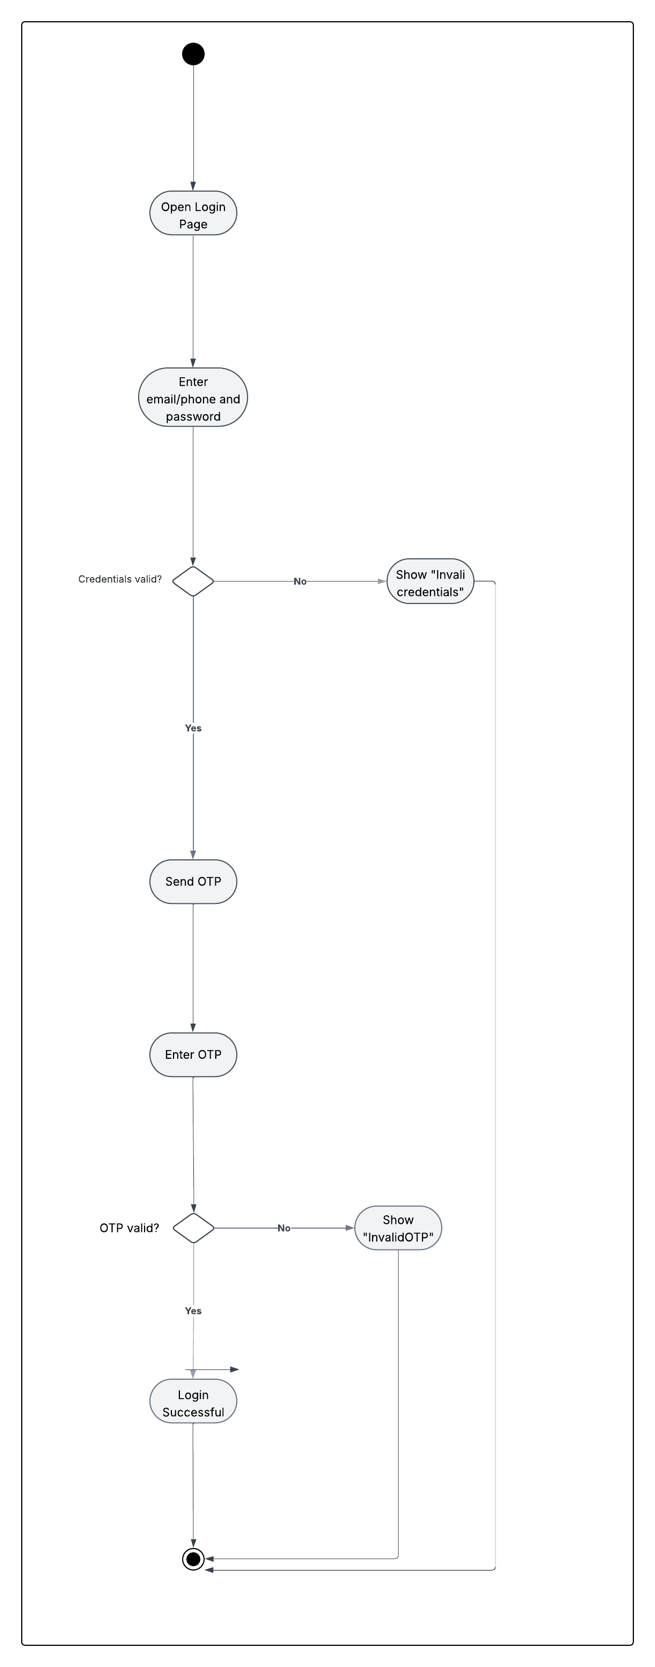 Open Login
Page
Enter
email/phone and
password
Credentials valid?
No
Show "Invali
credentials"
Yes
Send OTP
Enter OTP
OTP valid?
No
Show
"InvalidOTP"
Yes
Login
Successful